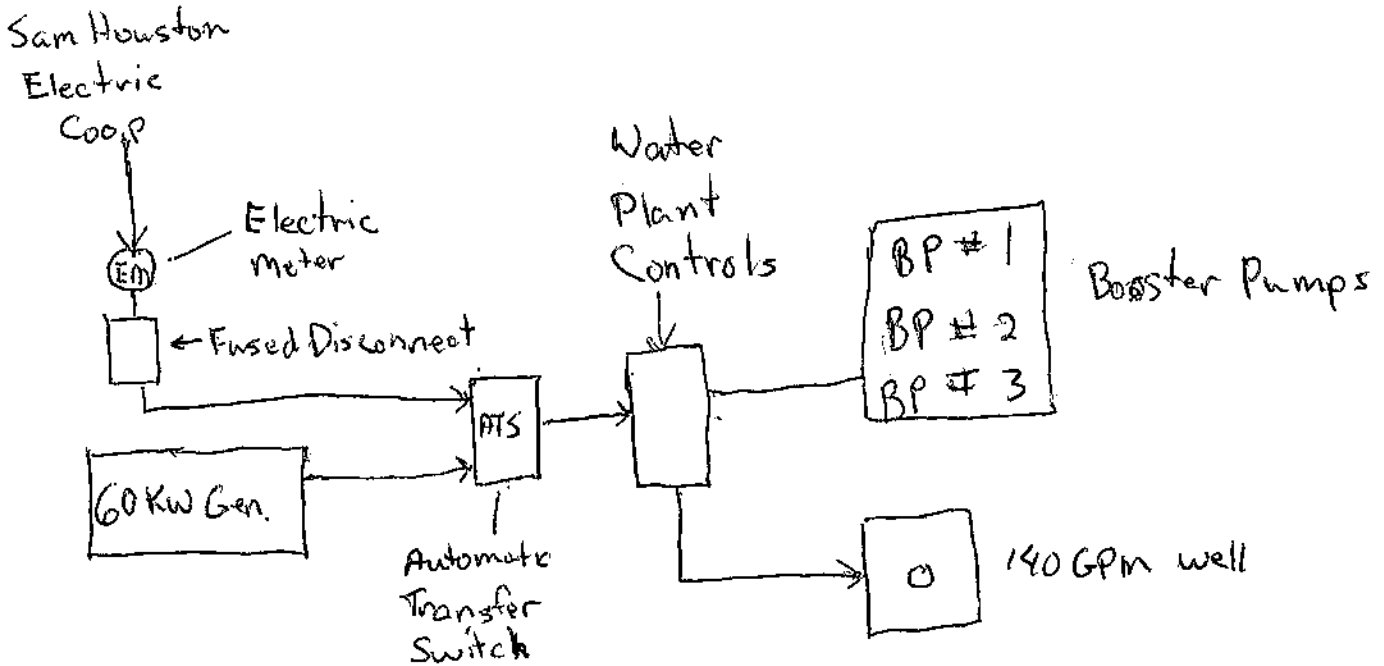 Sam Houston
Electric
Coop
EM
Electric
Meter
Fused Disconnect
60 KW Gen.
ATS
Automatic
Transfer
Switch
Water
Plant
Controls
BP # 1
BP # 2
BP # 3
Booster Pumps
140 GPm well